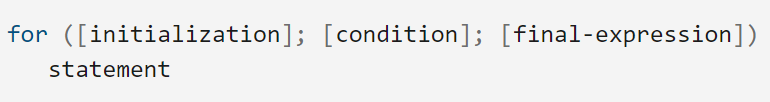 for ([initialization]; [condition]; [final-expression])
   statement